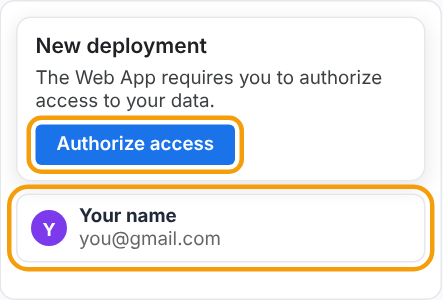 New deployment
The Web App requires you to authorize
access to your data.
Authorize access
Y
Your name
you@gmail.com